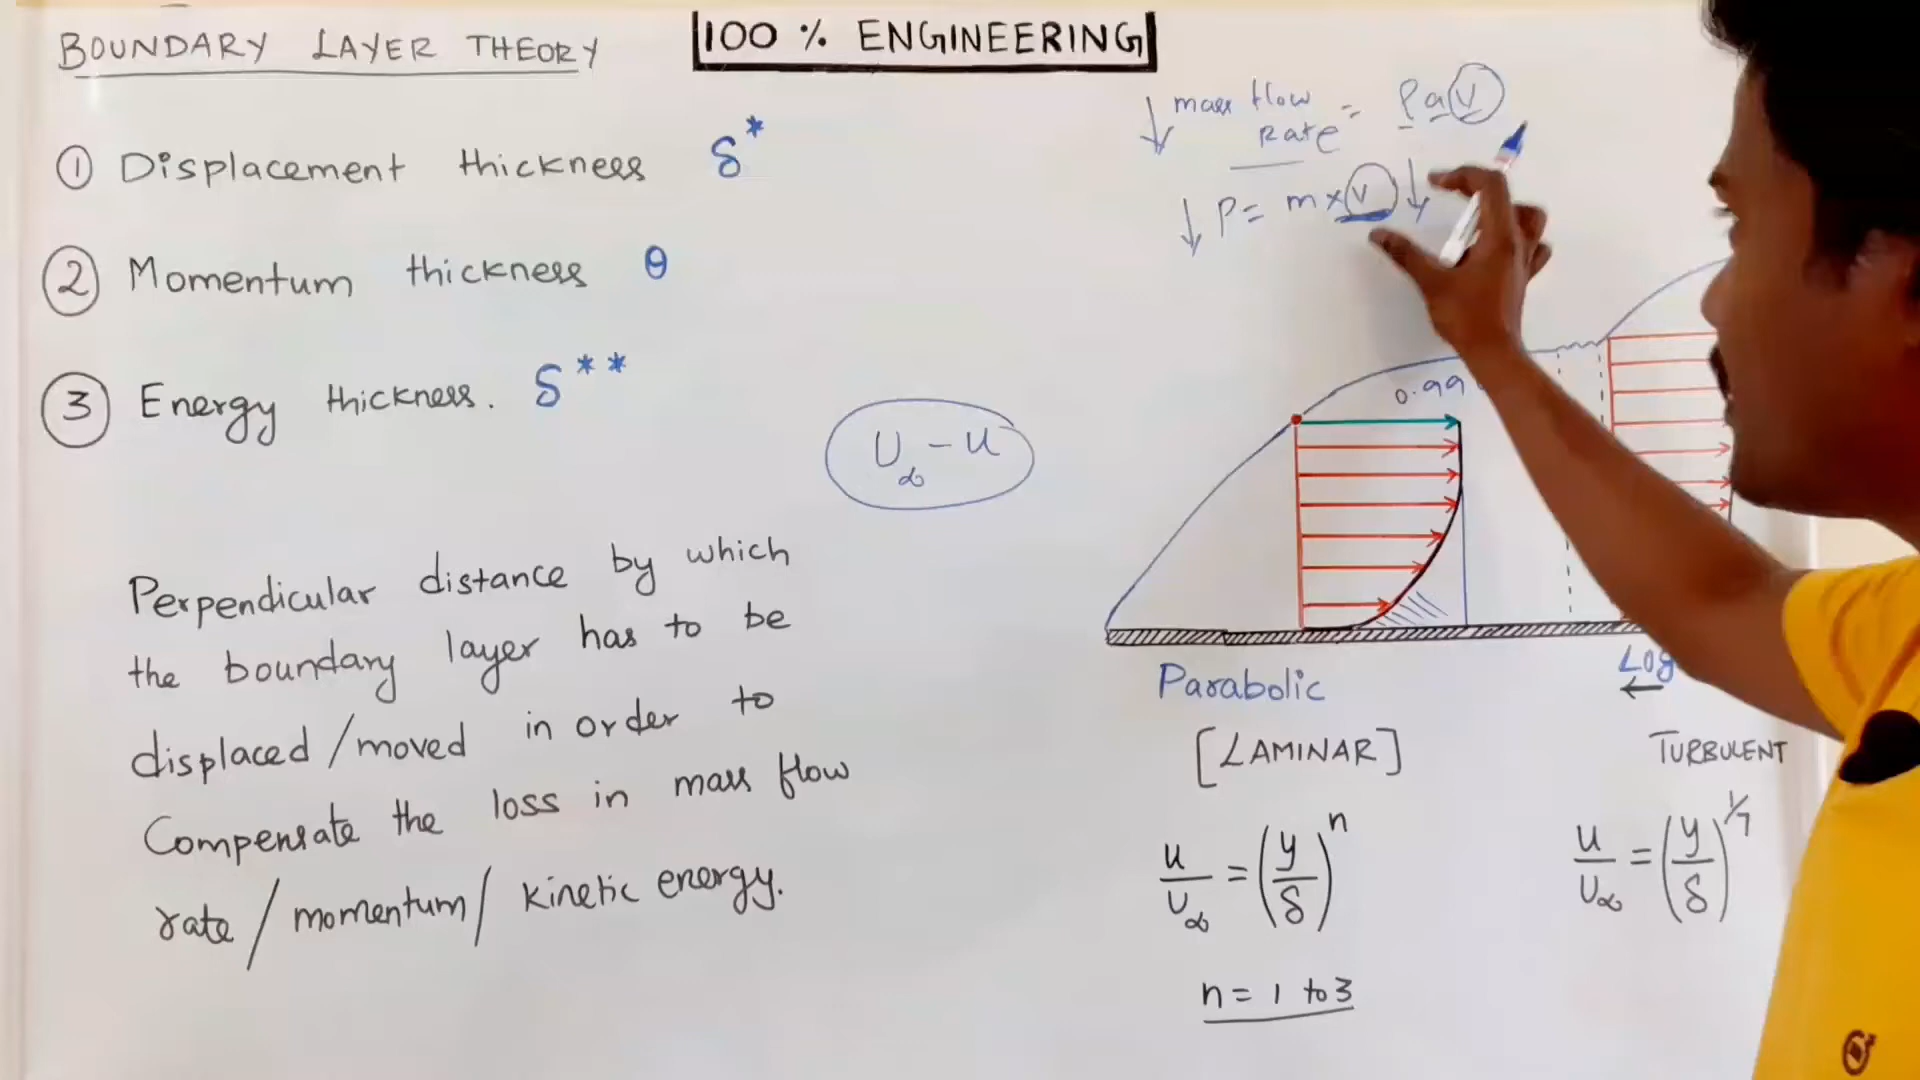 BOUNDARY LAYER THEORY
100 % ENGINEERING
① Displacement thickness δ*
② Momentum thickness θ
③ Energy thickness. δ**
U∞ - u
Perpendicular distance by which
the boundary layer has to be
displaced/moved in order to
Compensate the loss in mass flow
rate/momentum/kinetic energy.
↓ mass flow
Rate = ρ a v
↓ P = m × v ↓
0.99
Parabolic
Log
←
[LAMINAR]
TURBULENT
u/U∞ = (y/δ)^n
u/U∞ = (y/δ)^1/7
n = 1 to 3